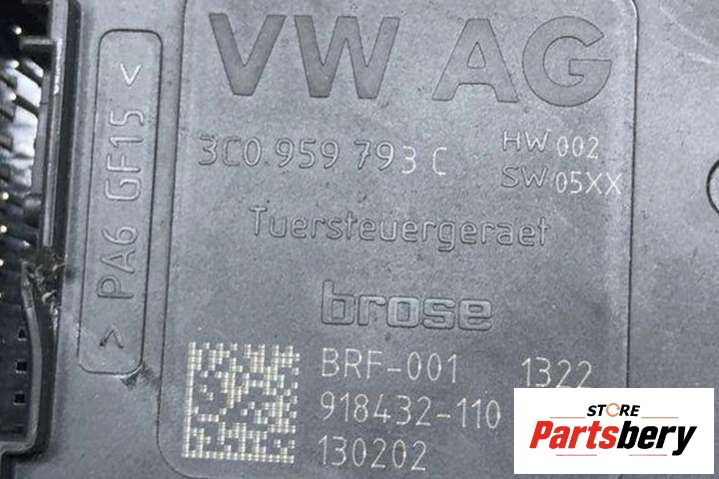 VW AG
3C0 959 793 C HW 002
SW 05XX
Tuersteuergeraet
brose
BRF-001 1322
918432-110
130202
> PA6 GF15 <
STORE
Partsbery